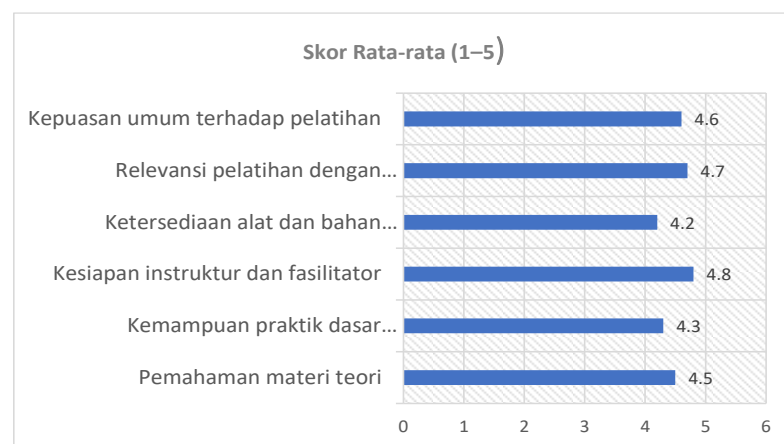 Skor Rata-rata (1–5)
Kepuasan umum terhadap pelatihan 4.6
Relevansi pelatihan dengan... 4.7
Ketersediaan alat dan bahan... 4.2
Kesiapan instruktur dan fasilitator 4.8
Kemampuan praktik dasar... 4.3
Pemahaman materi teori 4.5
0 1 2 3 4 5 6